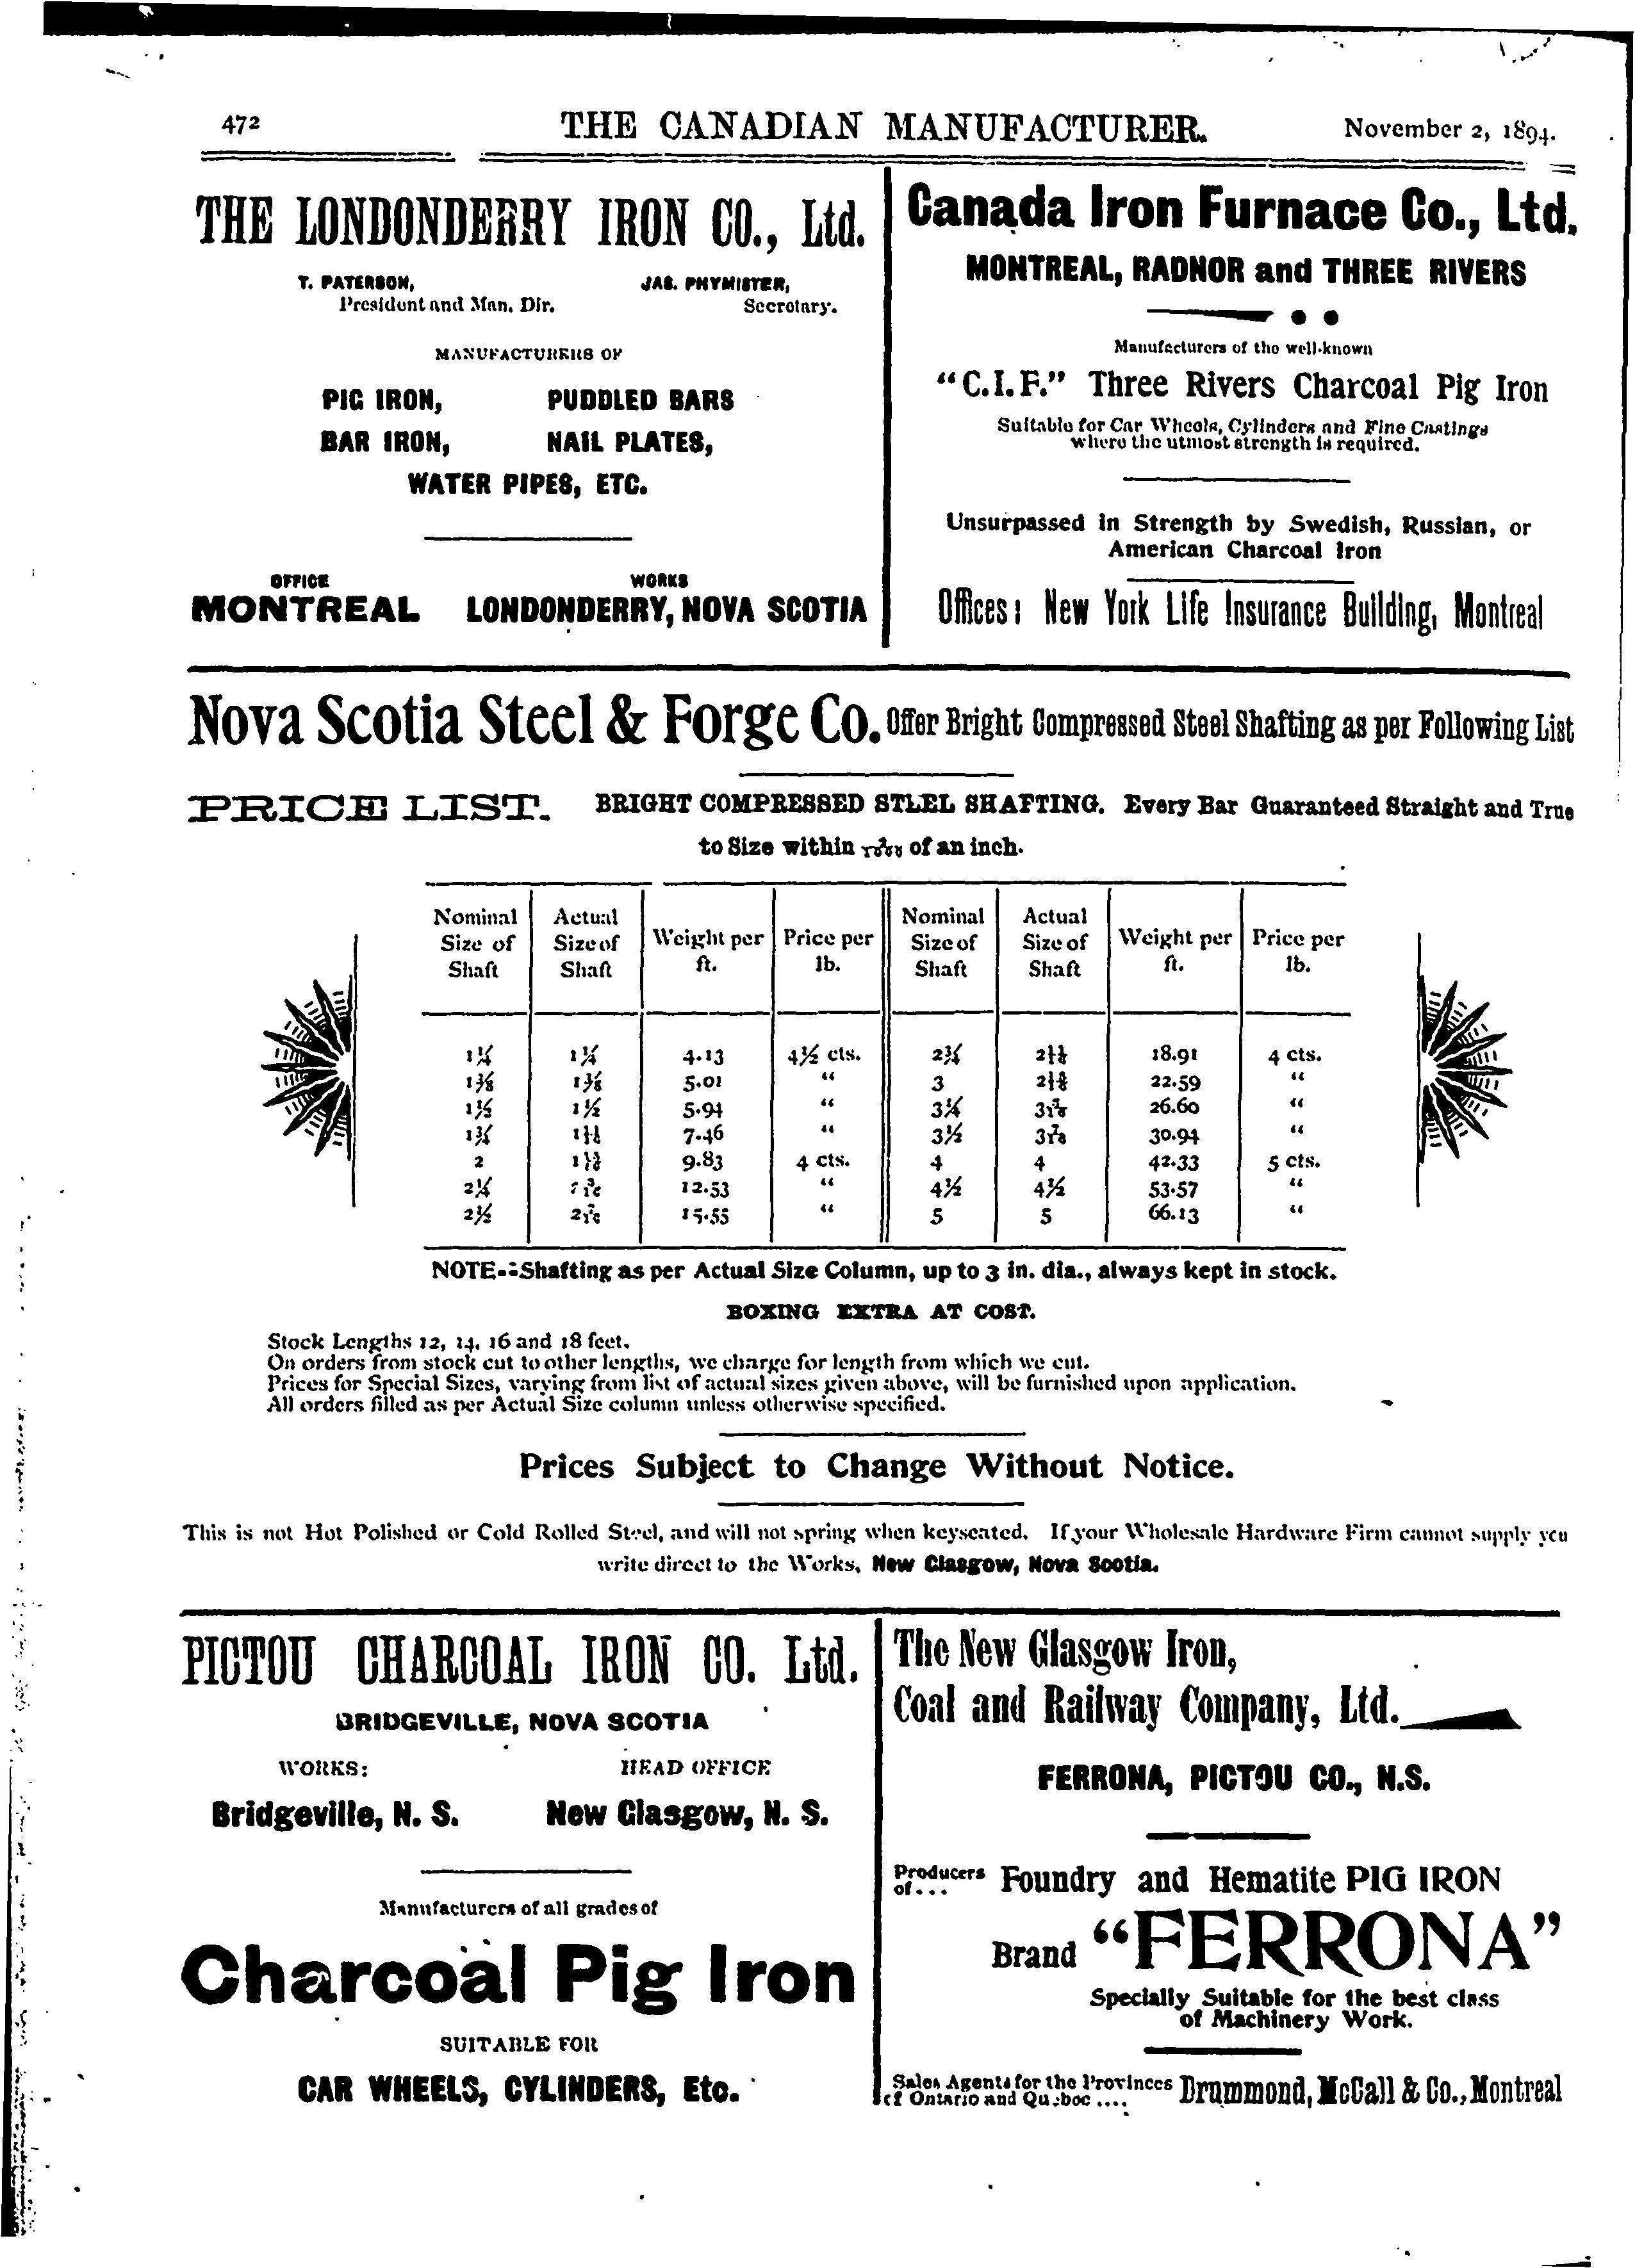 472
THE CANADIAN MANUFACTURER.
November 2, 1894.
THE LONDONDERRY IRON CO., Ltd.
T. PATERSON,
President and Man. Dir.
JAS. PHYMISTER,
Secretary.
MANUFACTURERS OF
PIG IRON, PUDDLED BARS
BAR IRON, NAIL PLATES,
WATER PIPES, ETC.
OFFICE WORKS
MONTREAL LONDONDERRY, NOVA SCOTIA
Canada Iron Furnace Co., Ltd.
MONTREAL, RADNOR and THREE RIVERS
Manufacturers of the well-known
"C.I.F." Three Rivers Charcoal Pig Iron
Suitable for Car Wheels, Cylinders and Fine Castings
where the utmost strength is required.
Unsurpassed in Strength by Swedish, Russian, or
American Charcoal Iron
Offices: New York Life Insurance Building, Montreal
Nova Scotia Steel & Forge Co. Offer Bright Compressed Steel Shafting as per Following List
PRICE LIST. BRIGHT COMPRESSED STEEL SHAFTING. Every Bar Guaranteed Straight and True
to Size within of an inch.
Nominal Size of Shaft | Actual Size of Shaft | Weight per ft. | Price per lb. | Nominal Size of Shaft | Actual Size of Shaft | Weight per ft. | Price per lb.
1¼ 1¼ 4.13 4½ cts. 2¾ 18.91 4 cts.
1⅜ 1⅜ 5.01 " 3 22.59 "
1½ 1½ 5.94 " 3¼ 3 3/16 26.60 "
1¾ 1 11/16 7.46 " 3½ 3 7/16 30.94 "
2 9.83 4 cts. 4 4 42.33 5 cts.
2¼ 12.53 " 4½ 4½ 53.57 "
2½ 2 7/16 15.55 " 5 5 66.13 "
NOTE--Shafting as per Actual Size Column, up to 3 in. dia., always kept in stock.
BOXING EXTRA AT COST.
Stock Lengths 12, 14, 16 and 18 feet.
On orders from stock cut to other lengths, we charge for length from which we cut.
Prices for Special Sizes, varying from list of actual sizes given above, will be furnished upon application.
All orders filled as per Actual Size column unless otherwise specified.
Prices Subject to Change Without Notice.
This is not Hot Polished or Cold Rolled Steel, and will not spring when keyseated. If your Wholesale Hardware Firm cannot supply you
write direct to the Works, New Glasgow, Nova Scotia.
PICTOU CHARCOAL IRON CO. Ltd.
BRIDGEVILLE, NOVA SCOTIA
WORKS: HEAD OFFICE
Bridgeville, N. S. New Glasgow, N. S.
Manufacturers of all grades of
Charcoal Pig Iron
SUITABLE FOR
CAR WHEELS, CYLINDERS, Etc.
The New Glasgow Iron,
Coal and Railway Company, Ltd.
FERRONA, PICTOU CO., N.S.
Producers of... Foundry and Hematite PIG IRON
Brand "FERRONA"
Specially Suitable for the best class
of Machinery Work.
Sales Agents for the Provinces
of Ontario and Quebec .... Drummond, McCall & Co., Montreal